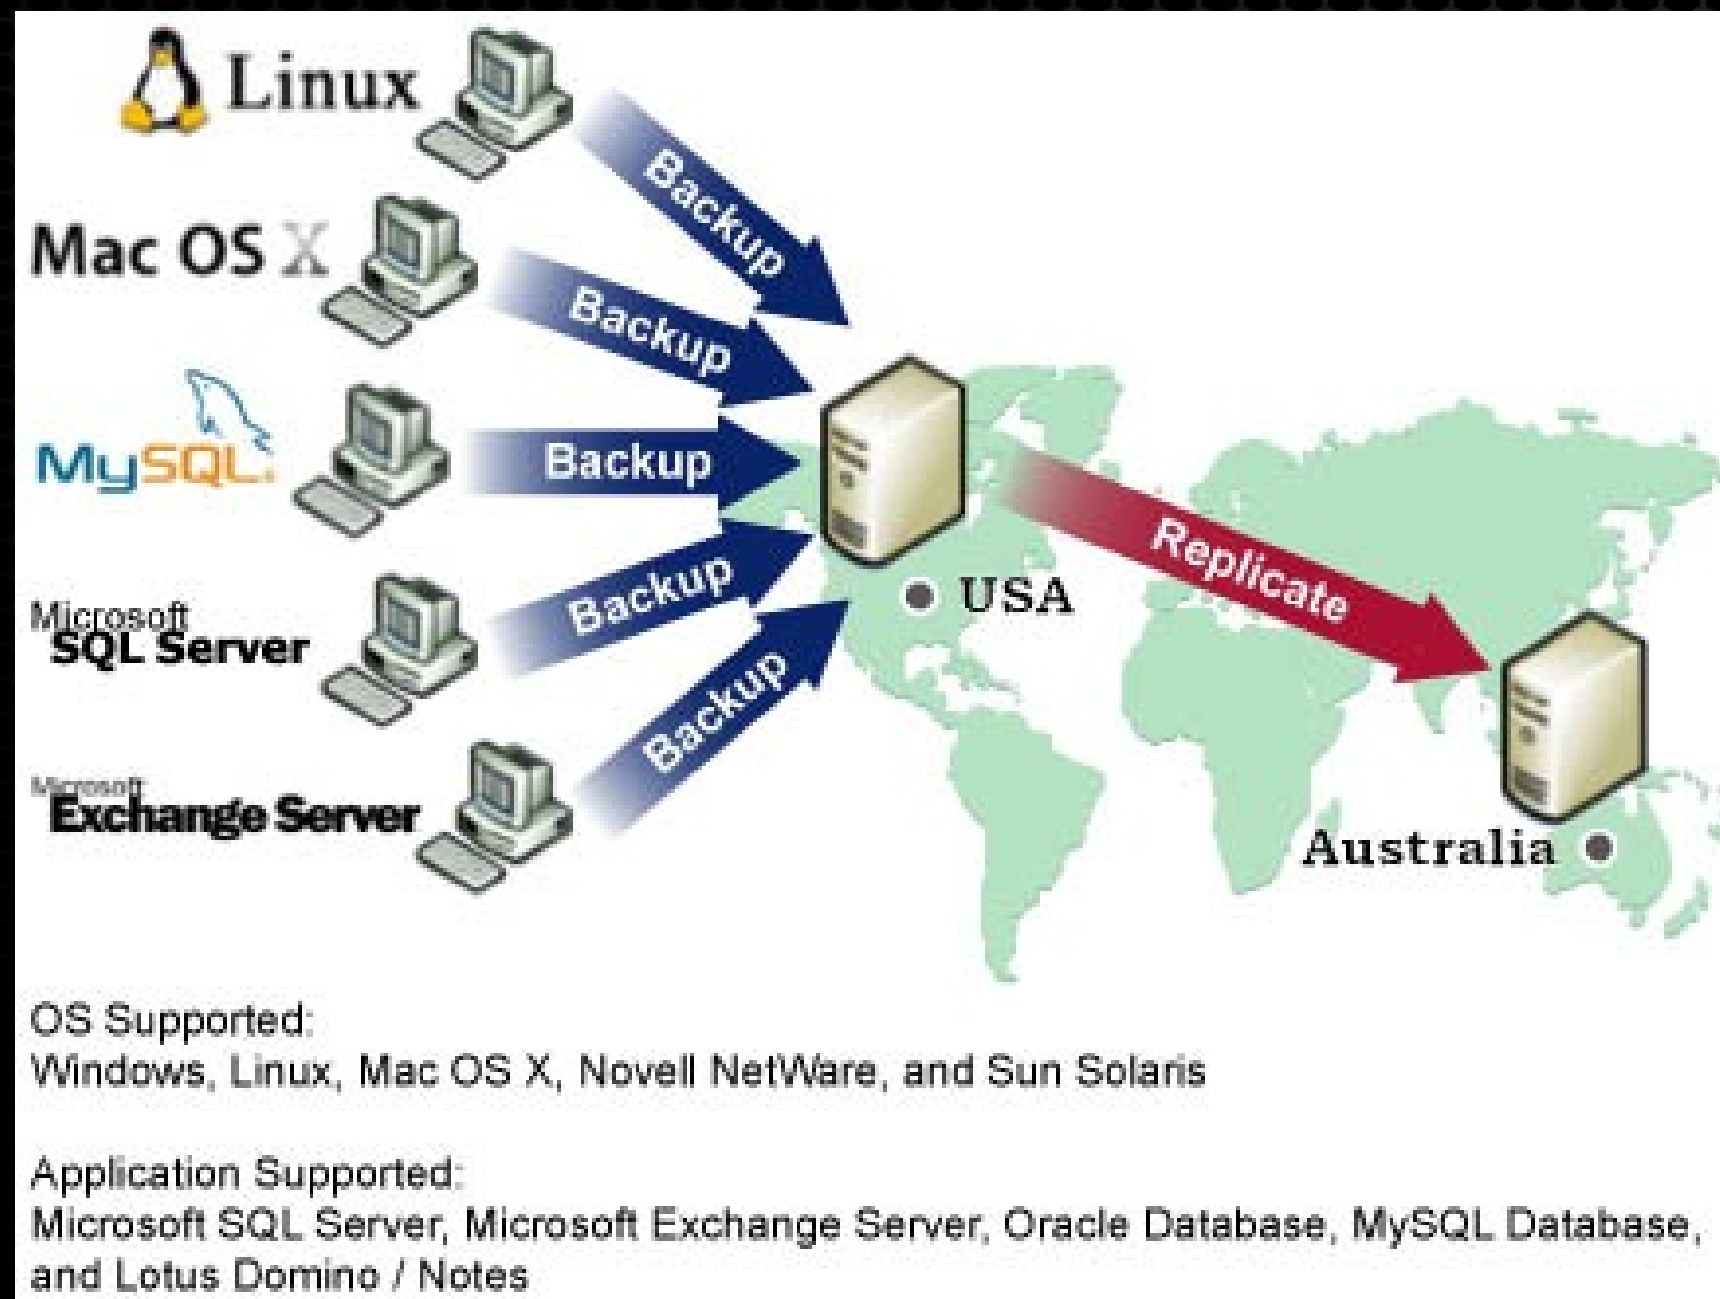 Linux
Backup
Mac OS X
Backup
MySQL
Backup
Replicate
USA
Microsoft
SQL Server
Backup
Microsoft
Exchange Server
Backup
Australia
OS Supported:
Windows, Linux, Mac OS X, Novell NetWare, and Sun Solaris
Application Supported:
Microsoft SQL Server, Microsoft Exchange Server, Oracle Database, MySQL Database,
and Lotus Domino / Notes